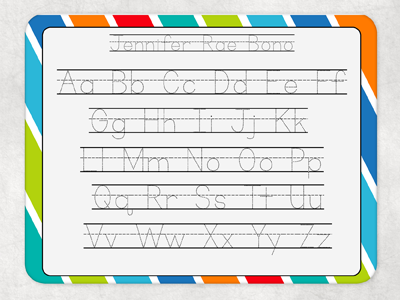 Jennifer Rae Bano
Aa Bb Cc Dd Ee Ff
Gg Hh Ii Jj Kk
Ll Mm Nn Oo Pp
Qq Rr Ss Tt Uu
Vv Ww Xx Yy Zz